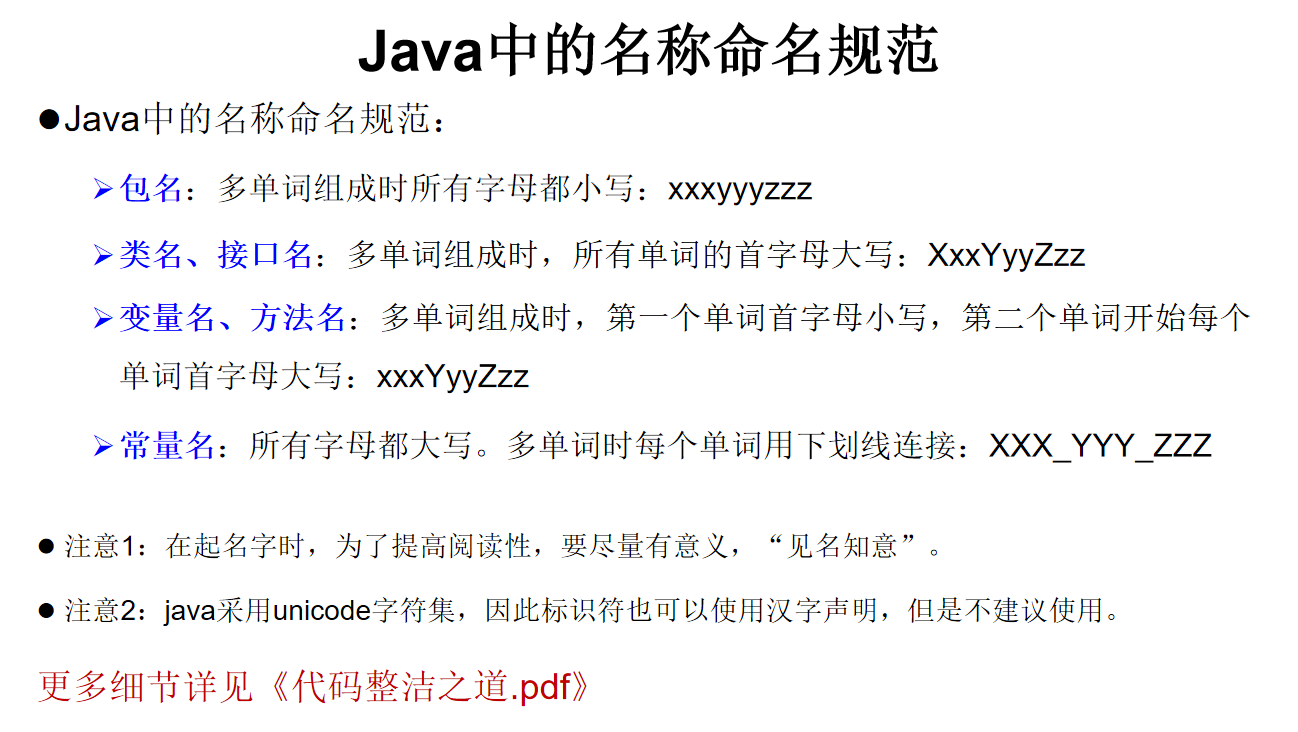 Java中的名称命名规范
●Java中的名称命名规范：
➢包名：多单词组成时所有字母都小写：xxxyyyzzz
➢类名、接口名：多单词组成时，所有单词的首字母大写：XxxYyyZzz
➢变量名、方法名：多单词组成时，第一个单词首字母小写，第二个单词开始每个
单词首字母大写：xxxYyyZzz
➢常量名：所有字母都大写。多单词时每个单词用下划线连接：XXX_YYY_ZZZ
● 注意1：在起名字时，为了提高阅读性，要尽量有意义，“见名知意”。
● 注意2：java采用unicode字符集，因此标识符也可以使用汉字声明，但是不建议使用。
更多细节详见《代码整洁之道.pdf》